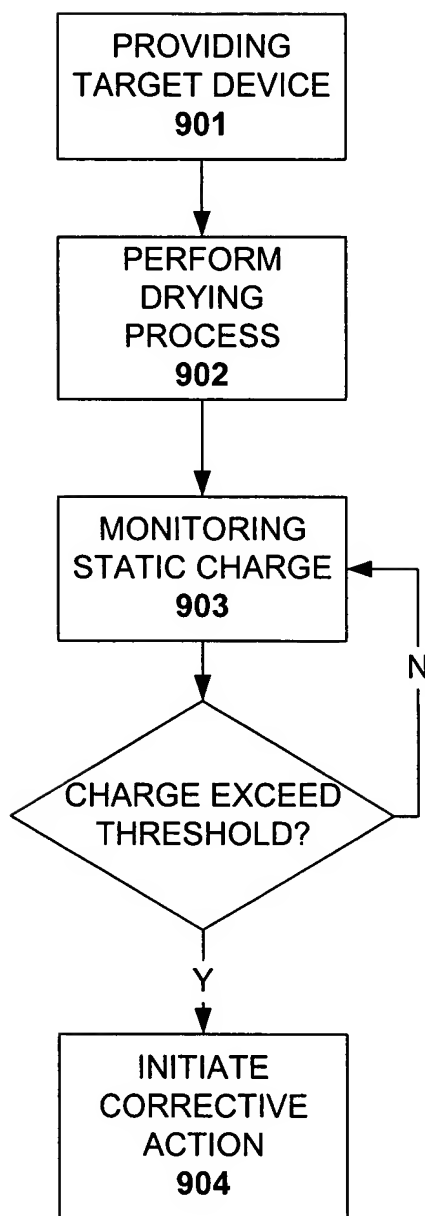 PROVIDING
TARGET DEVICE
901
PERFORM
DRYING
PROCESS
902
MONITORING
STATIC CHARGE
903
N
CHARGE EXCEED
THRESHOLD?
Y
INITIATE
CORRECTIVE
ACTION
904